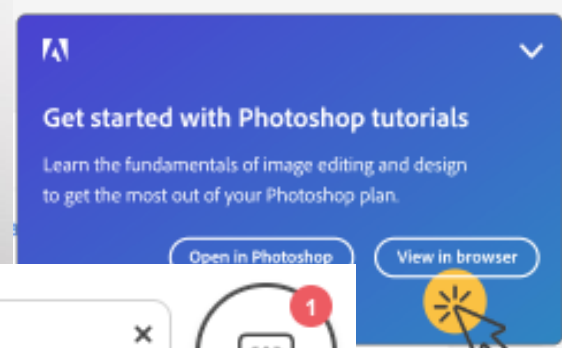 Get started with Photoshop tutorials
Learn the fundamentals of image editing and design
to get the most out of your Photoshop plan.
Open in Photoshop
View in browser
1